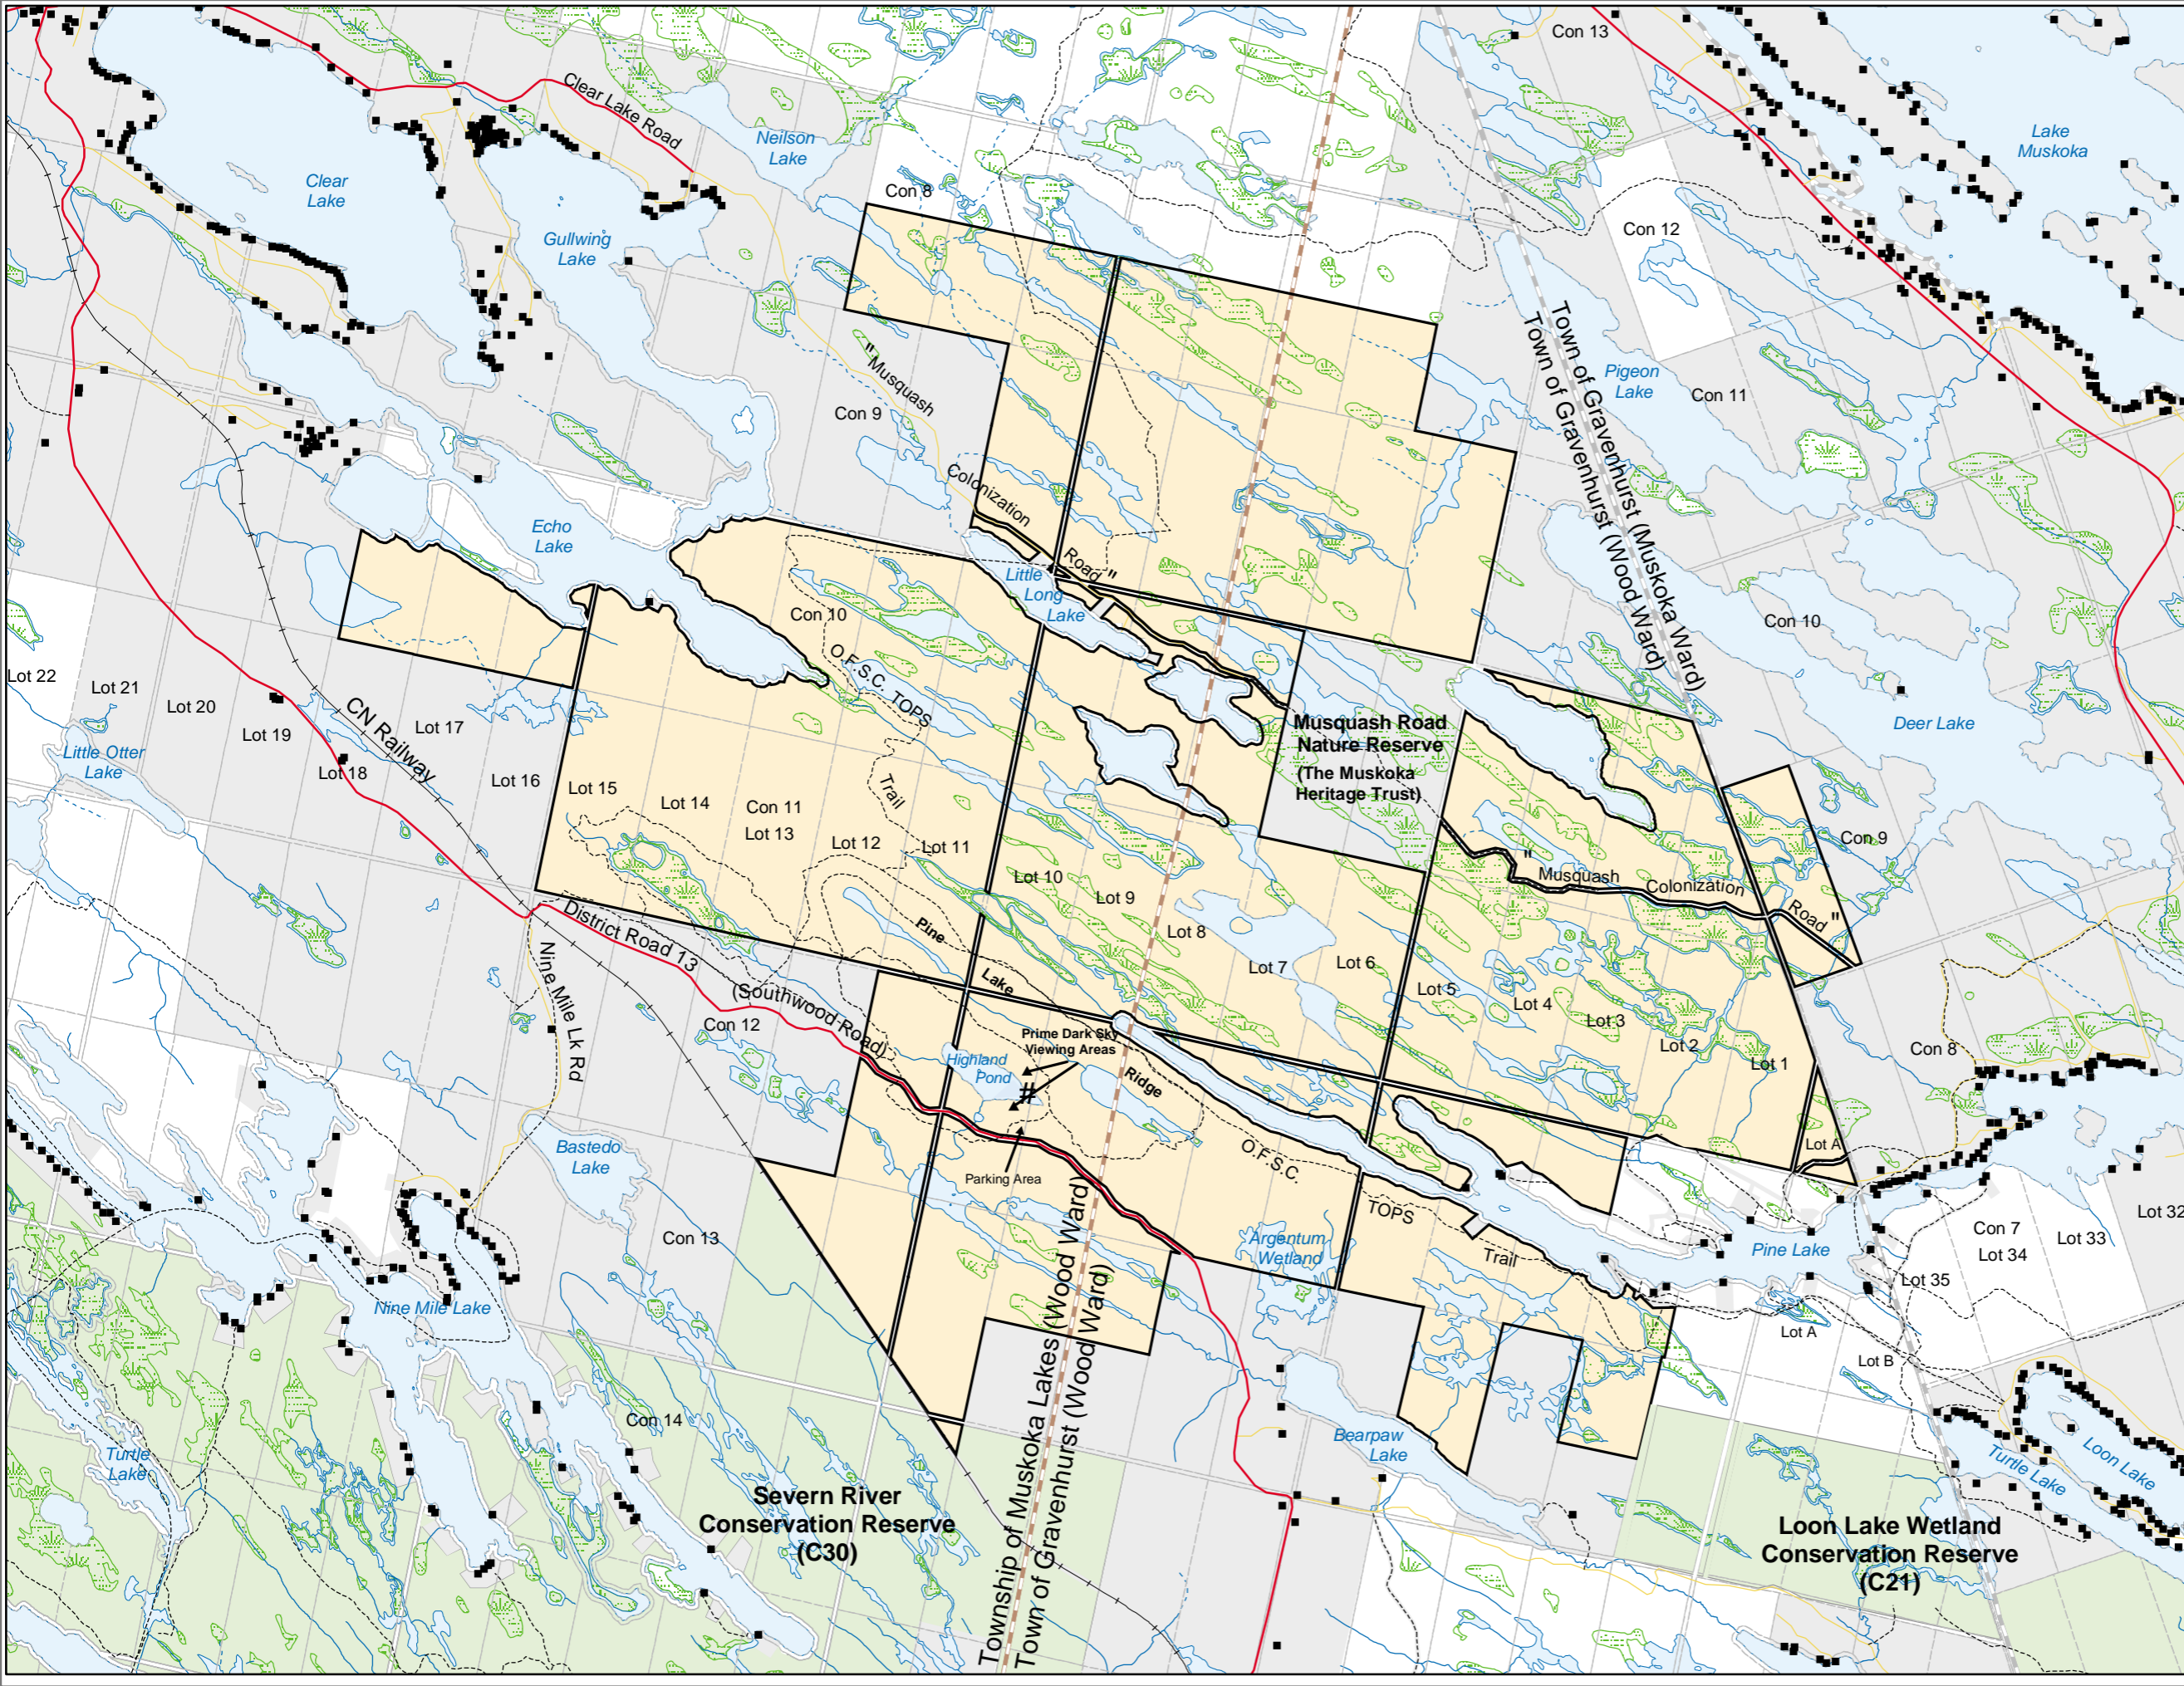 Con 13
Clear Lake Road
Neilson
Lake
Lake
Muskoka
Clear
Lake
Con 8
Gullwing
Lake
Con 12
Town of Gravenhurst (Muskoka Ward)
Town of Gravenhurst (Wood Ward)
Pigeon
Lake
Con 11
"Musquash
Con 9
Colonization
Road"
Echo
Lake
Little
Long
Lake
Con 10
Con 10
O.F.S.C. TOPS
Trail
Lot 22
Lot 21
Lot 20
Lot 19
Lot 18
Lot 17
Lot 16
Lot 15
Lot 14
Con 11
Lot 13
Lot 12
Lot 11
Lot 10
Lot 9
Lot 8
Lot 7
Lot 6
Lot 5
Lot 4
Lot 3
Lot 2
Lot 1
Lot A
CN Railway
Little Otter
Lake
Musquash Road
Nature Reserve
(The Muskoka
Heritage Trust)
Deer Lake
Con 9
"Musquash
Colonization
Road"
District Road 13
(Southwood Road)
Nine Mile Lk Rd
Pine
Lake
Ridge
Con 12
Prime Dark Sky
Viewing Areas
Highland
Pond
#
Parking Area
Con 8
O.F.S.C.
TOPS
Trail
Bastedo
Lake
Con 13
Argentum
Wetland
Pine Lake
Con 7
Lot 34
Lot 33
Lot 32
Lot 35
Lot A
Lot B
Nine Mile Lake
Con 14
Turtle
Lake
Bearpaw
Lake
Turtle Lake
Loon Lake
Severn River
Conservation Reserve
(C30)
Township of Muskoka Lakes (Wood Ward)
Town of Gravenhurst (Wood Ward)
Loon Lake Wetland
Conservation Reserve
(C21)